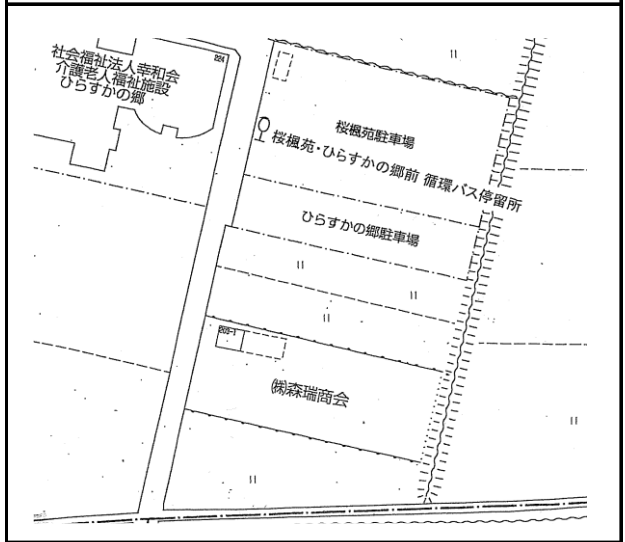 社会福祉法人幸和会
介護老人福祉施設
ひらすかの郷
224
桜楓苑駐車場
桜楓苑・ひらすかの郷前 循環バス停留所
ひらすかの郷駐車場
203-1
㈱森瑞商会